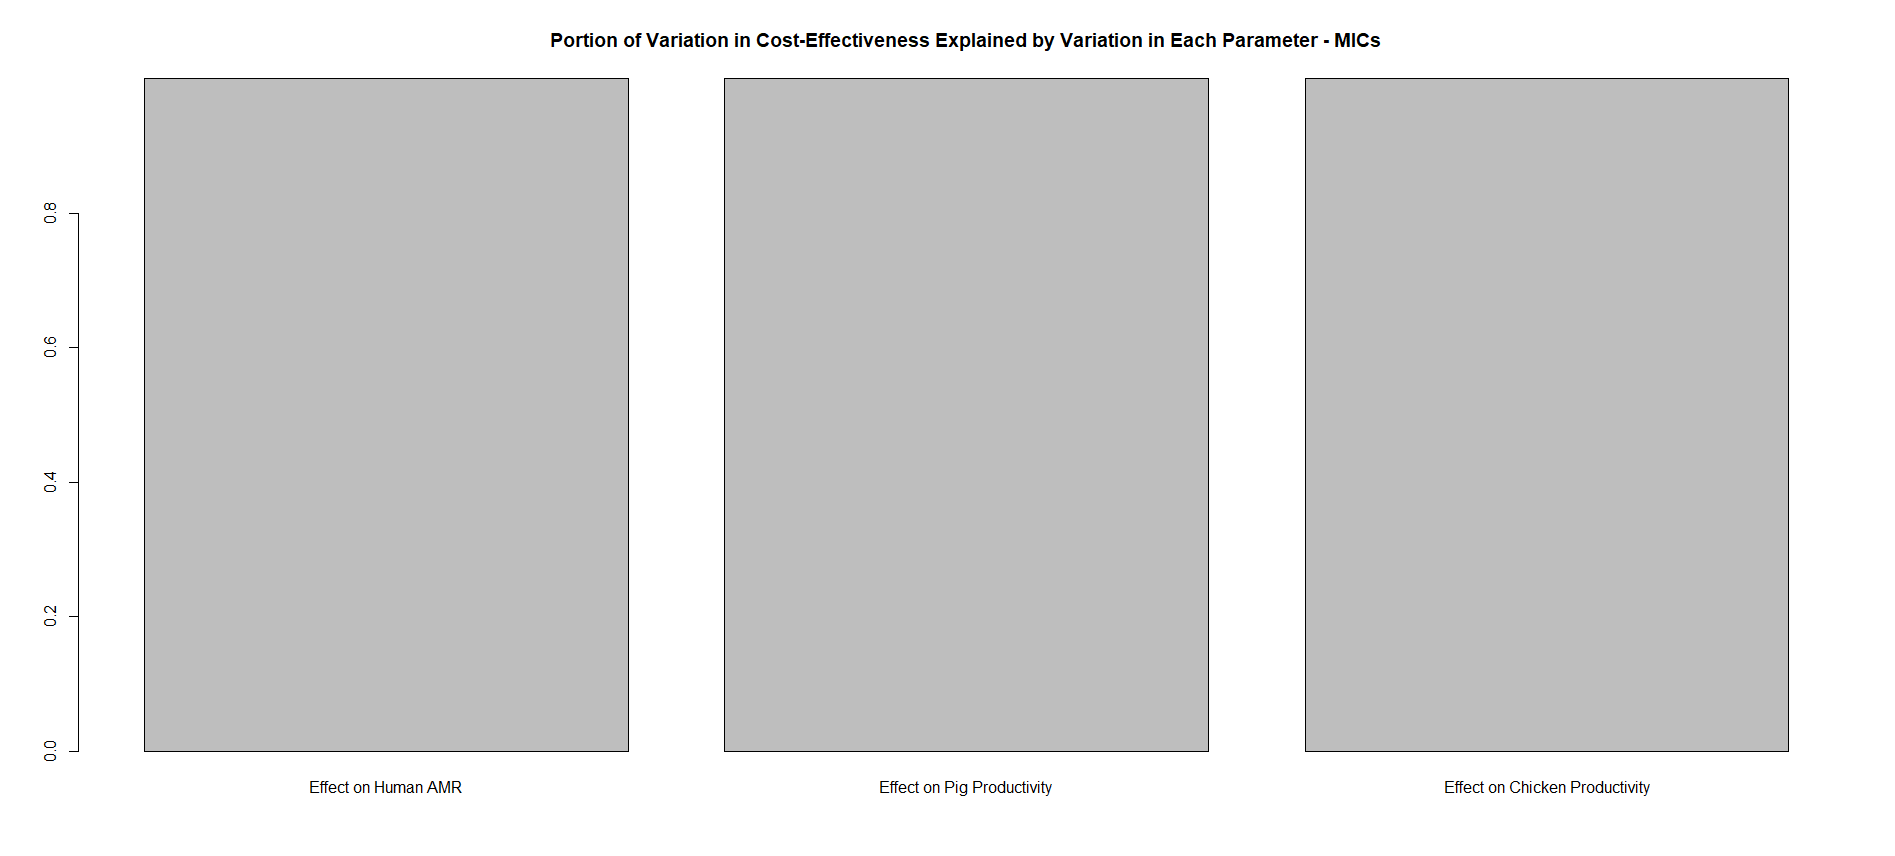 Portion of Variation in Cost-Effectiveness Explained by Variation in Each Parameter - MICs
0.8
0.6
0.4
0.2
0.0
Effect on Human AMR
Effect on Pig Productivity
Effect on Chicken Productivity